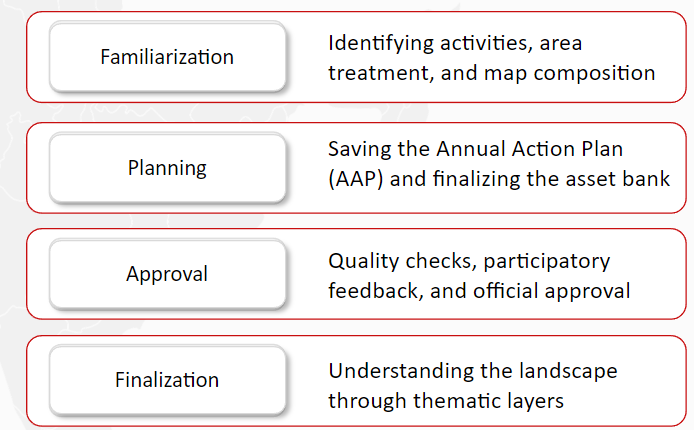 Familiarization
Identifying activities, area
treatment, and map composition
Planning
Saving the Annual Action Plan
(AAP) and finalizing the asset bank
Approval
Quality checks, participatory
feedback, and official approval
Finalization
Understanding the landscape
through thematic layers